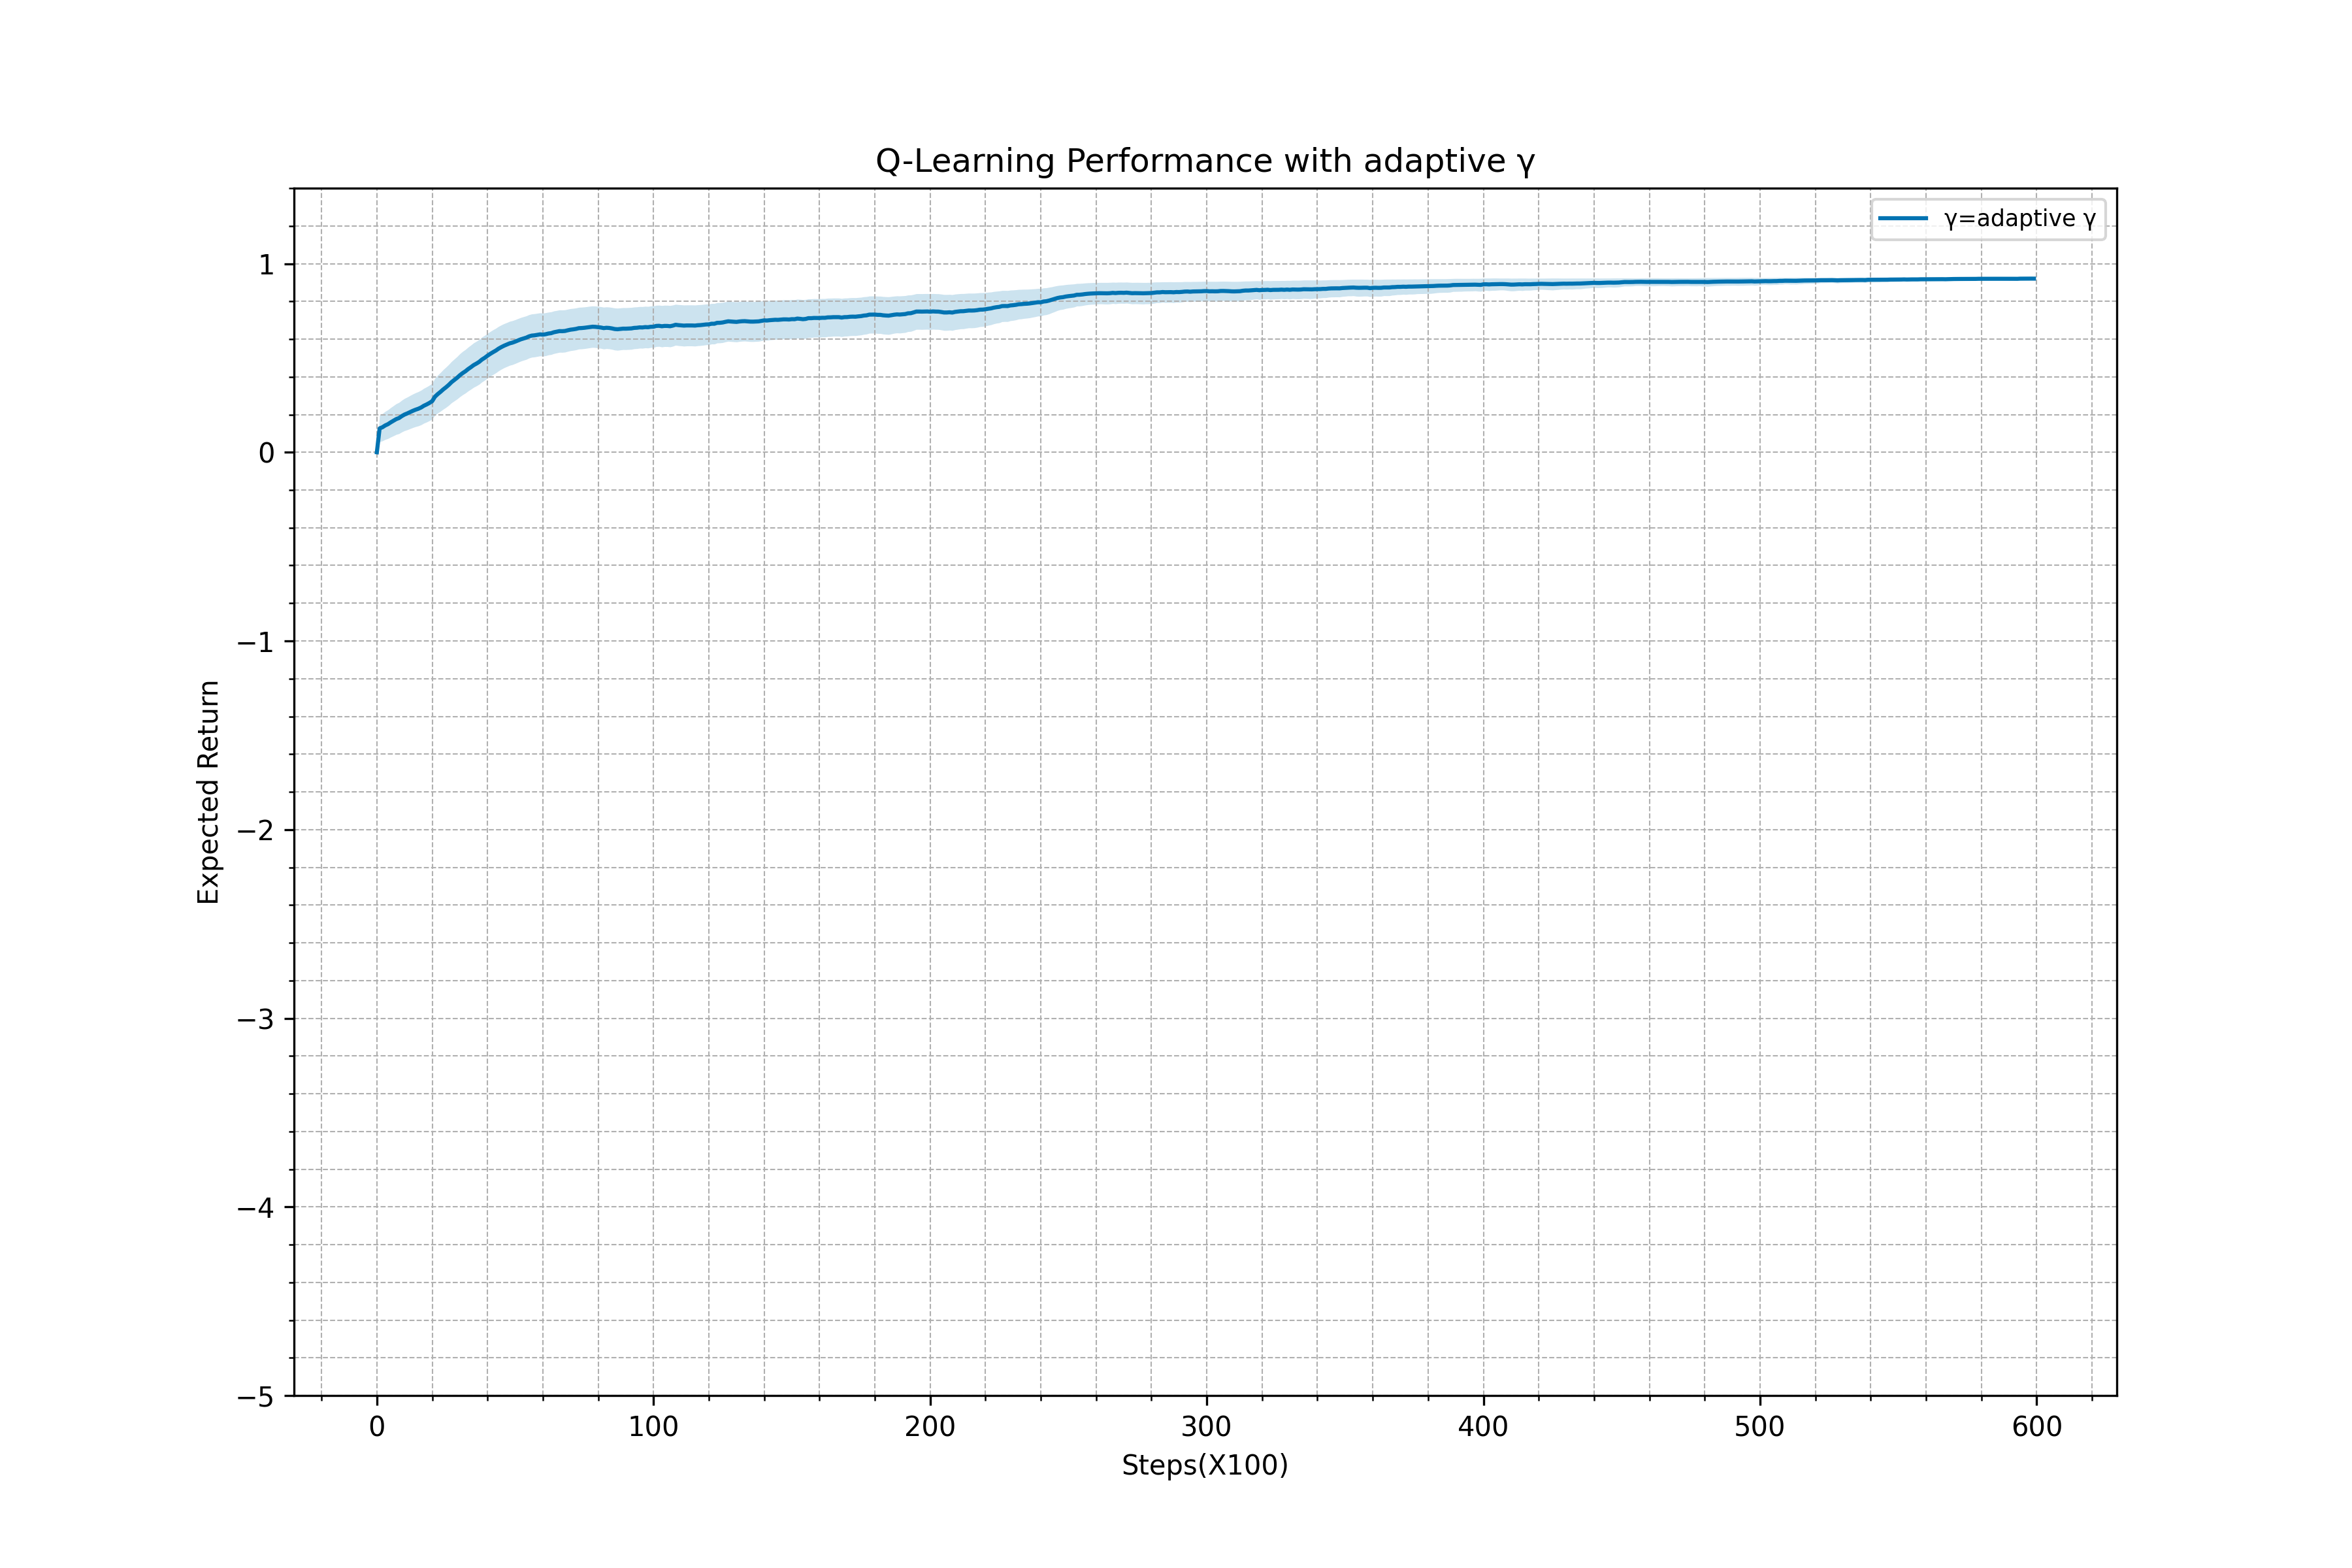 Q-Learning Performance with adaptive γ
γ=adaptive γ
1
0
−1
−2
−3
−4
−5
Expected Return
0 100 200 300 400 500 600
Steps(X100)